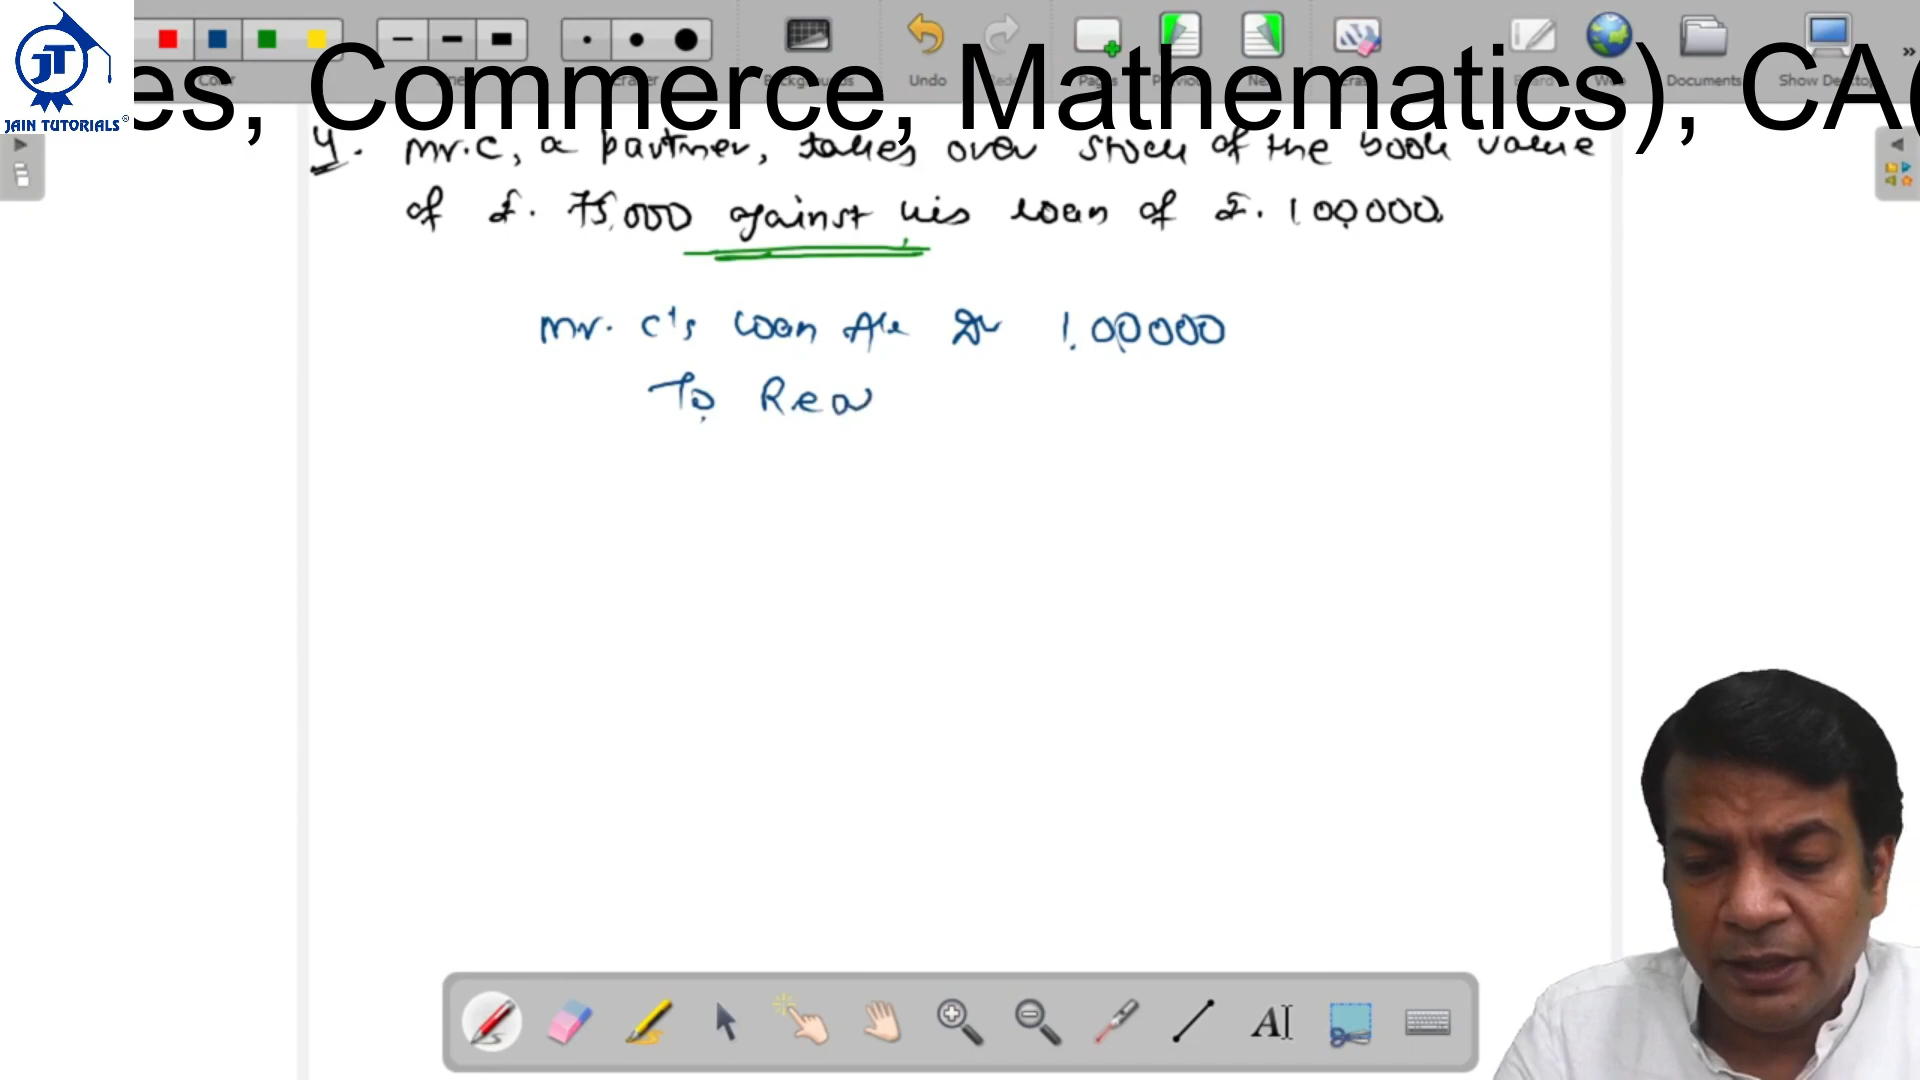 JT
JAIN TUTORIALS®
es, Commerce, Mathematics), CA(
Undo
Documents
4. Mr. C, a partner, takes over stock of the book value
of ₹. 75,000 against his loan of ₹. 1,00,000.
Mr. C's Loan A/c Dr 1,00,000
To Rea